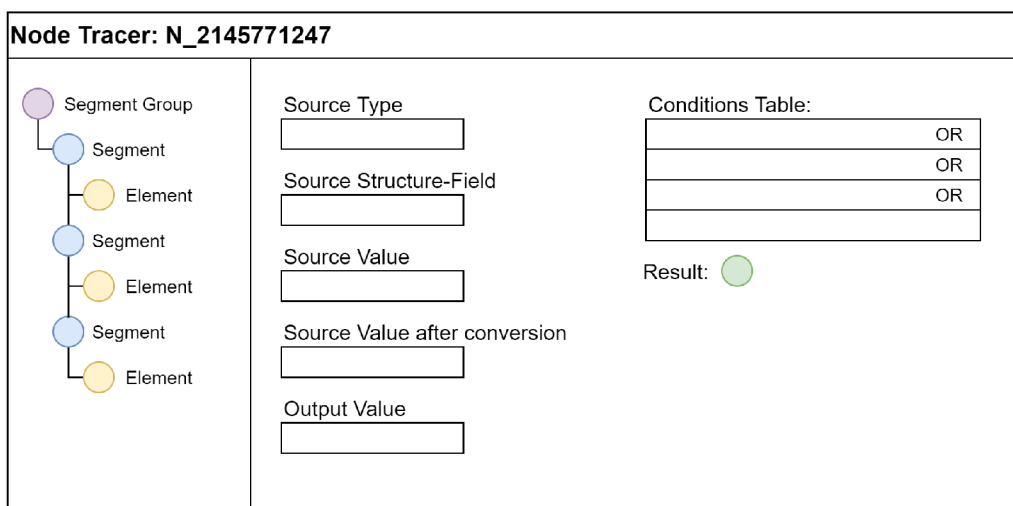 Node Tracer: N_2145771247
Segment Group
Segment
Element
Segment
Element
Segment
Element
Source Type
Source Structure-Field
Source Value
Source Value after conversion
Output Value
Conditions Table:
OR
OR
OR
Result: